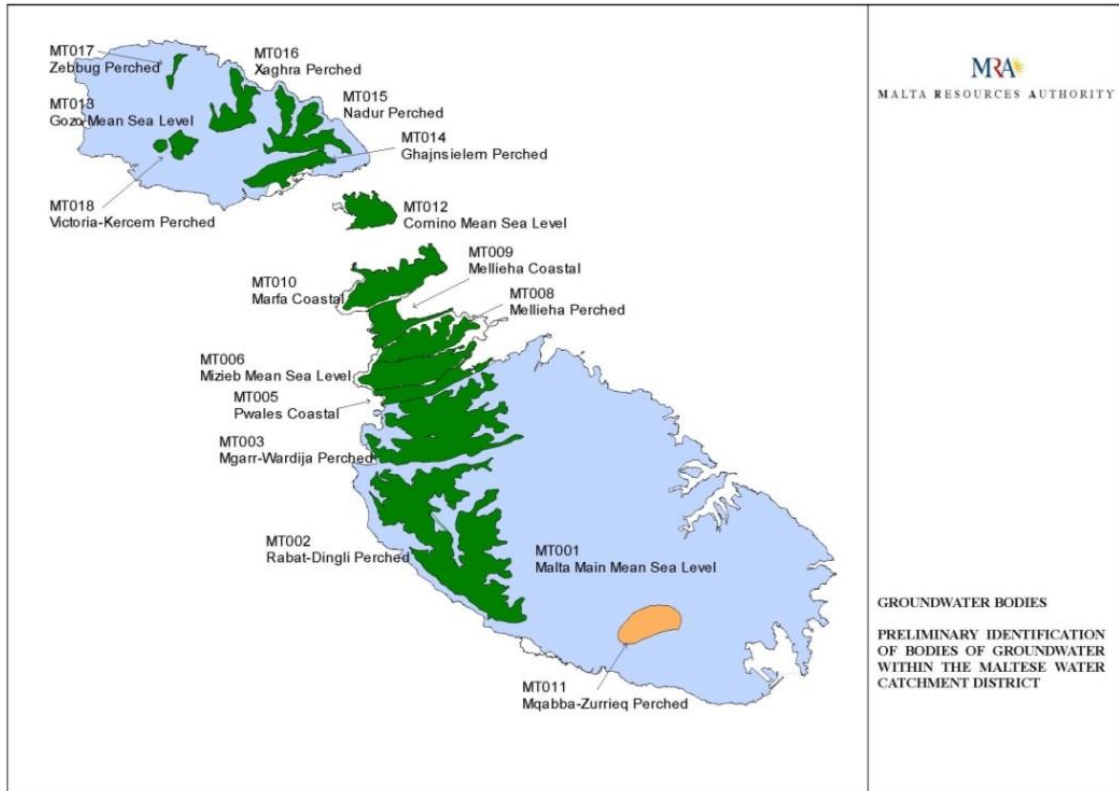 MT017
Zebbug Perched
MT016
Xaghra Perched
MT013
Gozo Mean Sea Level
MT015
Nadur Perched
MT014
Ghajnsielem Perched
MT018
Victoria-Kercem Perched
MT012
Comino Mean Sea Level
MT009
Mellieha Coastal
MT010
Marfa Coastal
MT008
Mellieha Perched
MT006
Mizieb Mean Sea Level
MT005
Pwales Coastal
MT003
Mgarr-Wardija Perched
MT002
Rabat-Dingli Perched
MT001
Malta Main Mean Sea Level
MT011
Mqabba-Zurrieq Perched
MRA
MALTA RESOURCES AUTHORITY
GROUNDWATER BODIES
PRELIMINARY IDENTIFICATION
OF BODIES OF GROUNDWATER
WITHIN THE MALTESE WATER
CATCHMENT DISTRICT